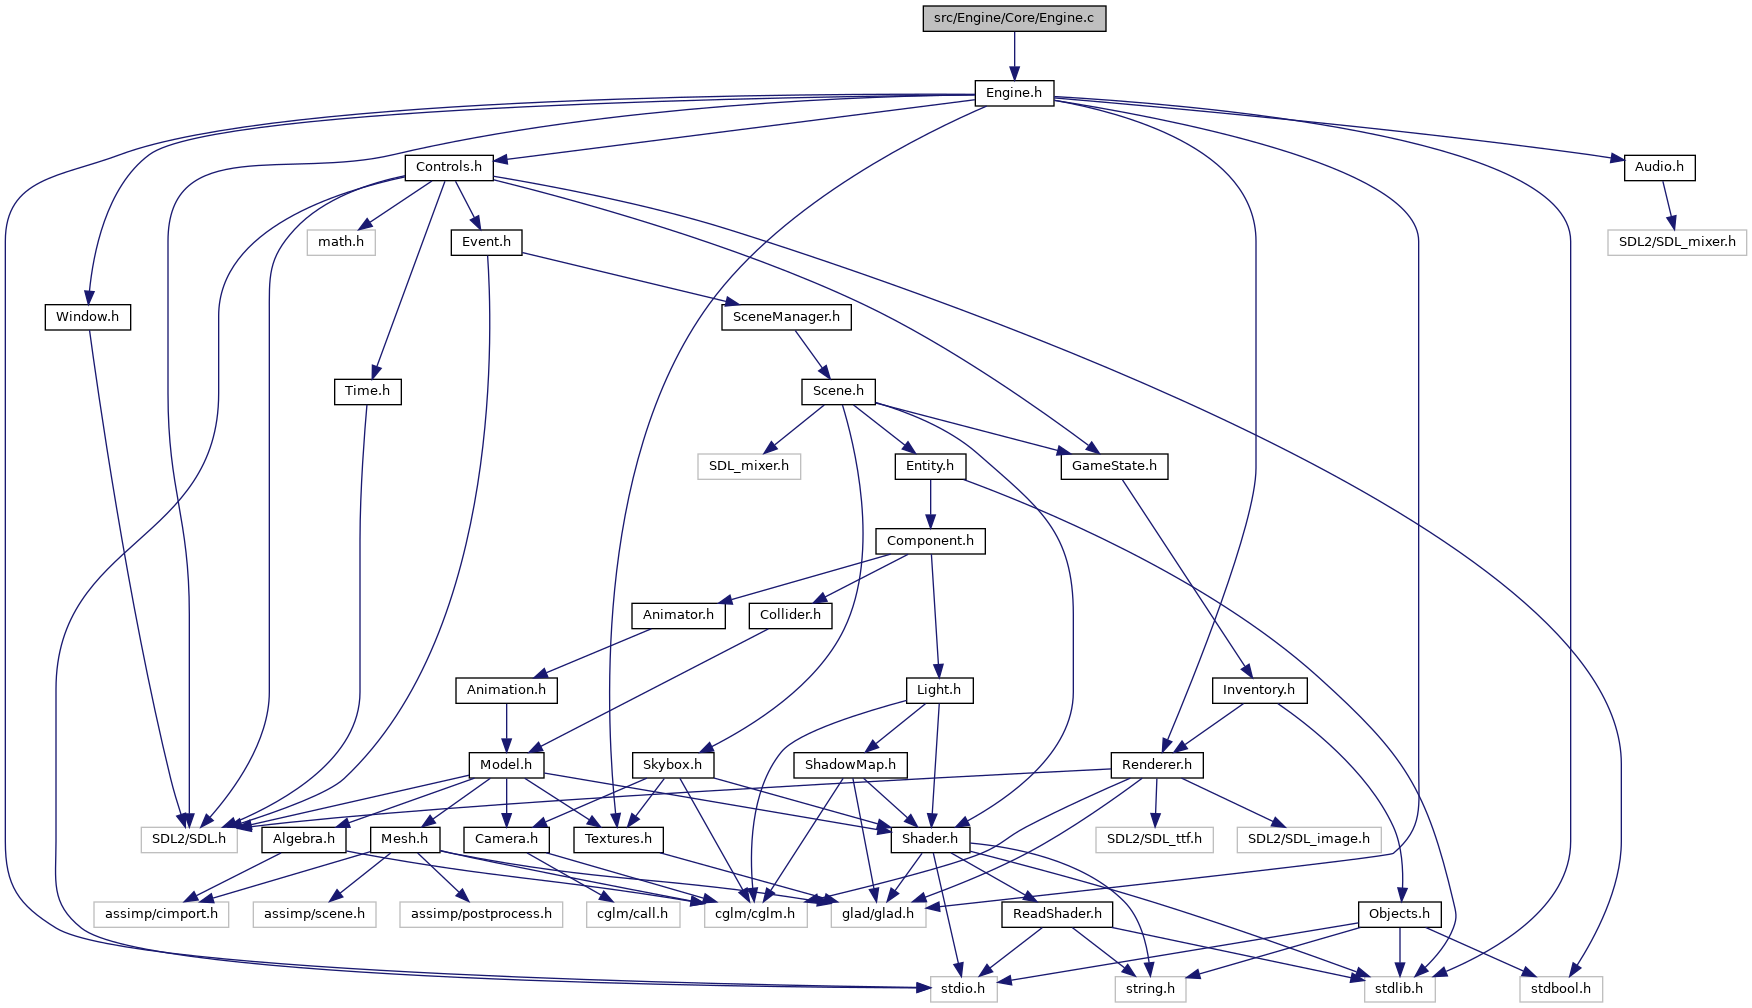 src/Engine/Core/Engine.c
Engine.h
Controls.h
Audio.h
math.h
Event.h
SDL2/SDL_mixer.h
Window.h
SceneManager.h
Time.h
Scene.h
SDL_mixer.h
Entity.h
GameState.h
Component.h
Animator.h
Collider.h
Animation.h
Light.h
Inventory.h
Model.h
Skybox.h
ShadowMap.h
Renderer.h
SDL2/SDL.h
Algebra.h
Mesh.h
Camera.h
Textures.h
Shader.h
SDL2/SDL_ttf.h
SDL2/SDL_image.h
assimp/cimport.h
assimp/scene.h
assimp/postprocess.h
cglm/call.h
cglm/cglm.h
glad/glad.h
ReadShader.h
Objects.h
stdio.h
string.h
stdlib.h
stdbool.h